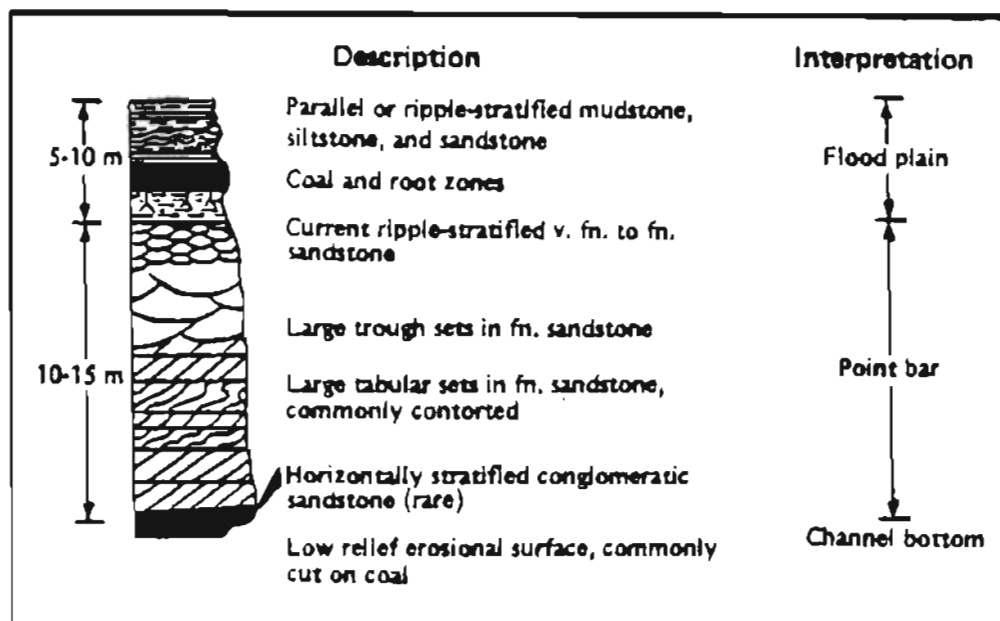 Description
Interpretation
Parallel or ripple-stratified mudstone,
siltstone, and sandstone
5-10 m
Flood plain
Coal and root zones
Current ripple-stratified v. fn. to fn.
sandstone
Large trough sets in fn. sandstone
10-15 m
Point bar
Large tabular sets in fn. sandstone,
commonly contorted
Horizontally stratified conglomeratic
sandstone (rare)
Channel bottom
Low relief erosional surface, commonly
cut on coal